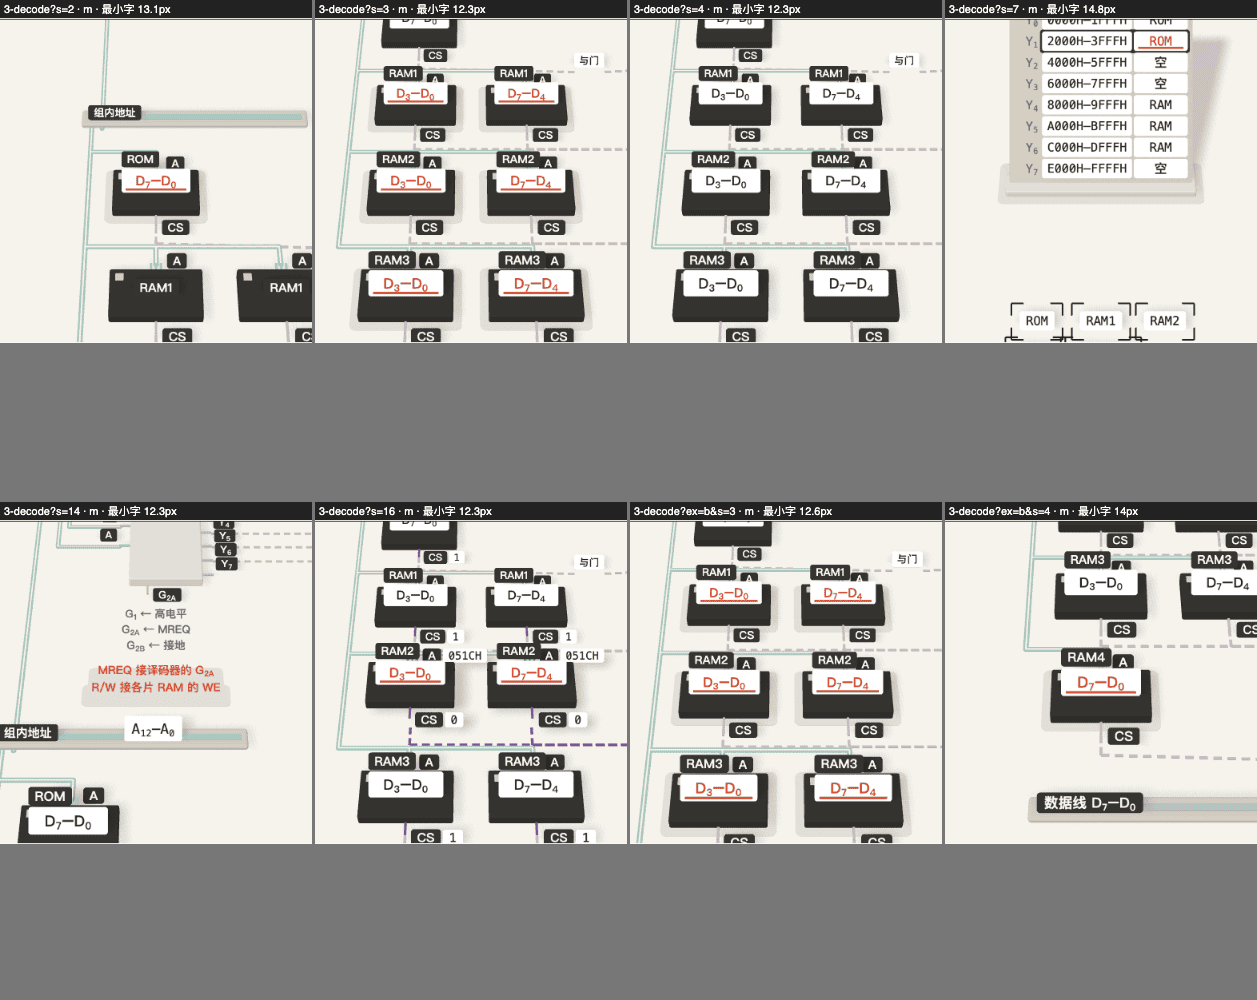 3-decode?s=2 · m · 最小字 13.1px
组内地址
ROM
A
D₇—D₀
CS
A
A
RAM1
RAM1
CS
3-decode?s=3 · m · 最小字 12.3px
D₇—D₀
CS
与门
RAM1
A
RAM1
A
D₃—D₀
D₇—D₄
CS
CS
RAM2
A
RAM2
A
D₃—D₀
D₇—D₄
CS
CS
RAM3
A
RAM3
A
D₃—D₀
D₇—D₄
3-decode?s=4 · m · 最小字 12.3px
D₇—D₀
CS
与门
RAM1
A
RAM1
A
D₃—D₀
D₇—D₄
CS
CS
RAM2
A
RAM2
A
D₃—D₀
D₇—D₄
CS
CS
RAM3
A
RAM3
A
D₃—D₀
D₇—D₄
3-decode?s=7 · m · 最小字 14.8px
Y₀ 0000H—1FFFH ROM
Y₁ 2000H—3FFFH ROM
Y₂ 4000H—5FFFH 空
Y₃ 6000H—7FFFH 空
Y₄ 8000H—9FFFH RAM
Y₅ A000H—BFFFH RAM
Y₆ C000H—DFFFH RAM
Y₇ E000H—FFFFH 空
ROM
RAM1
RAM2
3-decode?s=14 · m · 最小字 12.3px
Y₄
A
Y₅
Y₆
Y₇
G₂A
G₁ ← 高电平
G₂A ← MREQ
G₂B ← 接地
MREQ 接译码器的 G₂A
R/W 接各片 RAM 的 WE
组内地址
A₁₂—A₀
ROM
A
D₇—D₀
3-decode?s=16 · m · 最小字 12.3px
D₇—D₀
CS 1
与门
RAM1
A
RAM1
A
D₃—D₀
D₇—D₄
CS 1
CS 1
RAM2
A 051CH
RAM2
A 051CH
D₃—D₀
D₇—D₄
CS 0
CS 0
RAM3
A
RAM3
A
D₃—D₀
D₇—D₄
CS 1
CS 1
3-decode?ex=b&s=3 · m · 最小字 12.6px
D₇—D₀
CS
与门
RAM1
A
RAM1
A
D₃—D₀
D₇—D₄
CS
CS
RAM2
A
RAM2
A
D₃—D₀
D₇—D₄
CS
CS
RAM3
A
RAM3
A
D₃—D₀
D₇—D₄
CS
CS
3-decode?ex=b&s=4 · m · 最小字 14px
CS
CS
RAM3
A
RAM3
D₃—D₀
D₇—D₄
CS
CS
RAM4
A
D₇—D₀
CS
数据线 D₇—D₀